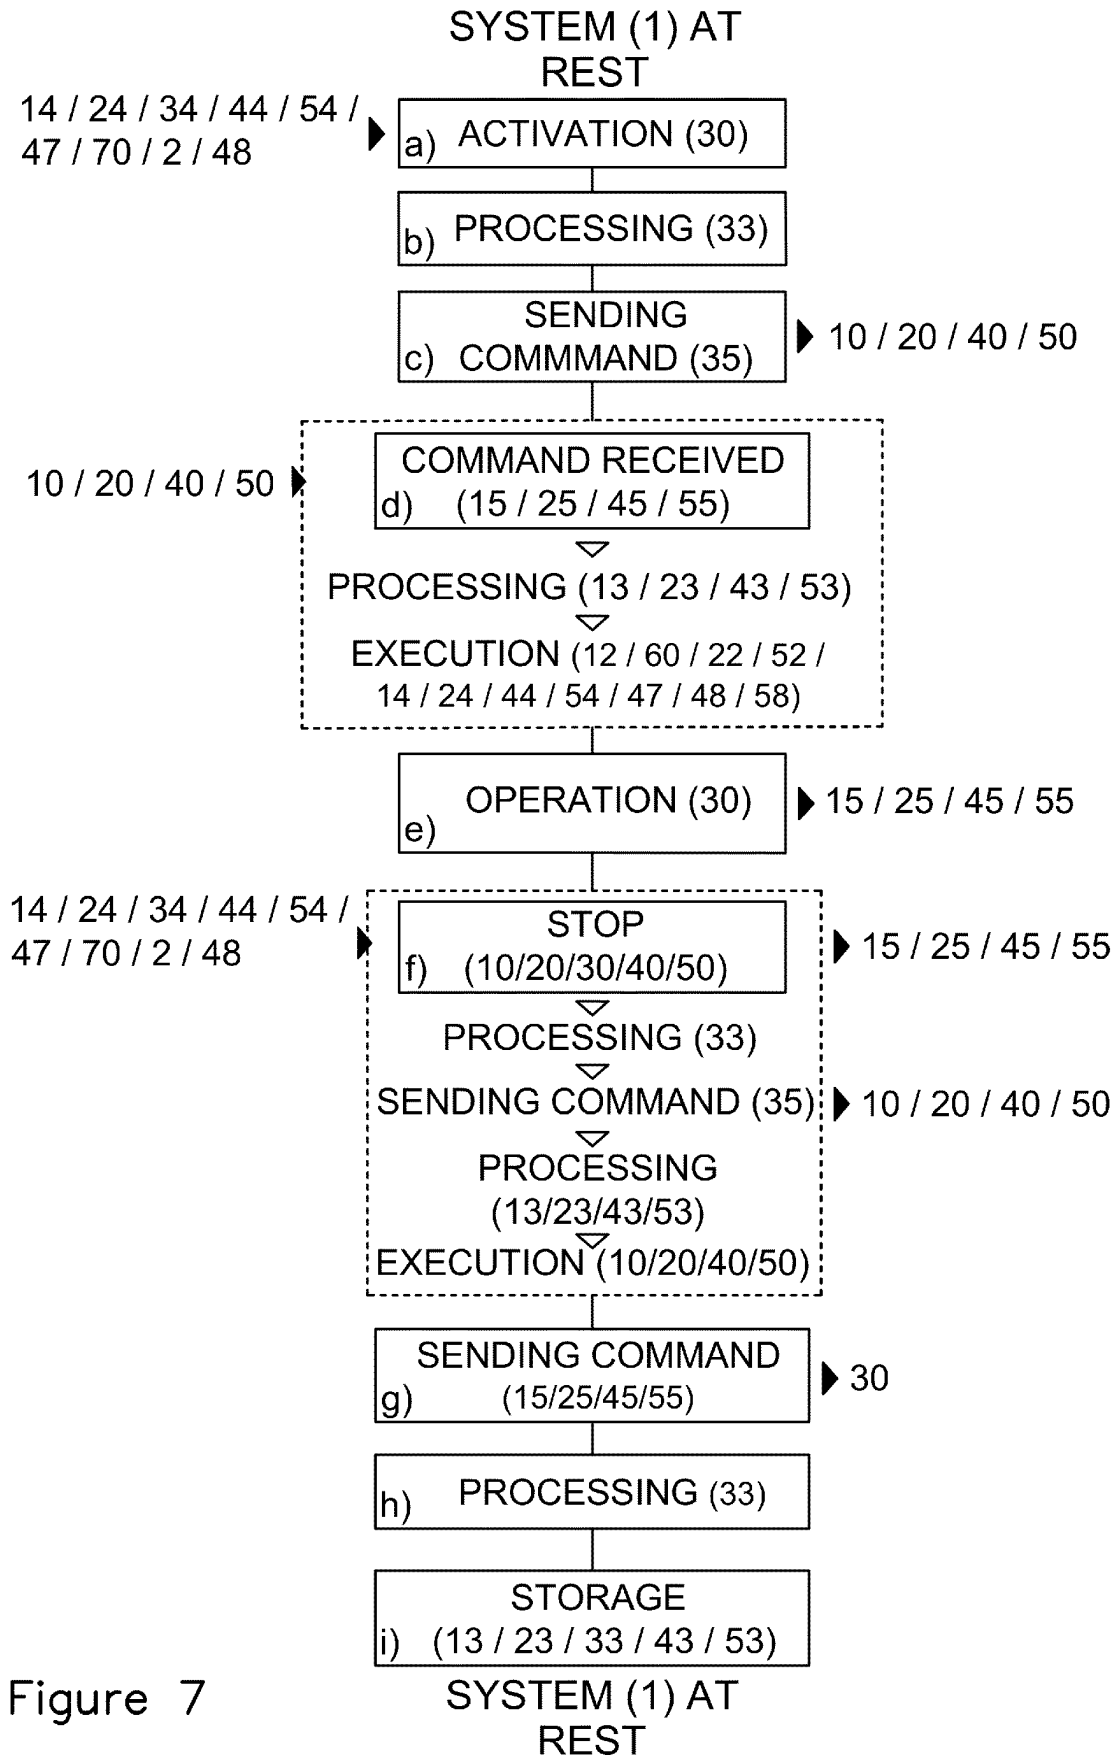 SYSTEM (1) AT
REST
14 / 24 / 34 / 44 / 54 /
47 / 70 / 2 / 48
a) ACTIVATION (30)
b) PROCESSING (33)
SENDING
c) COMMMAND (35)
10 / 20 / 40 / 50
10 / 20 / 40 / 50
COMMAND RECEIVED
d) (15 / 25 / 45 / 55)
PROCESSING (13 / 23 / 43 / 53)
EXECUTION (12 / 60 / 22 / 52 /
14 / 24 / 44 / 54 / 47 / 48 / 58)
e) OPERATION (30)
15 / 25 / 45 / 55
14 / 24 / 34 / 44 / 54 /
47 / 70 / 2 / 48
STOP
f) (10/20/30/40/50)
15 / 25 / 45 / 55
PROCESSING (33)
SENDING COMMAND (35)
10 / 20 / 40 / 50
PROCESSING
(13/23/43/53)
EXECUTION (10/20/40/50)
SENDING COMMAND
g) (15/25/45/55)
30
h) PROCESSING (33)
STORAGE
i) (13 / 23 / 33 / 43 / 53)
Figure 7
SYSTEM (1) AT
REST